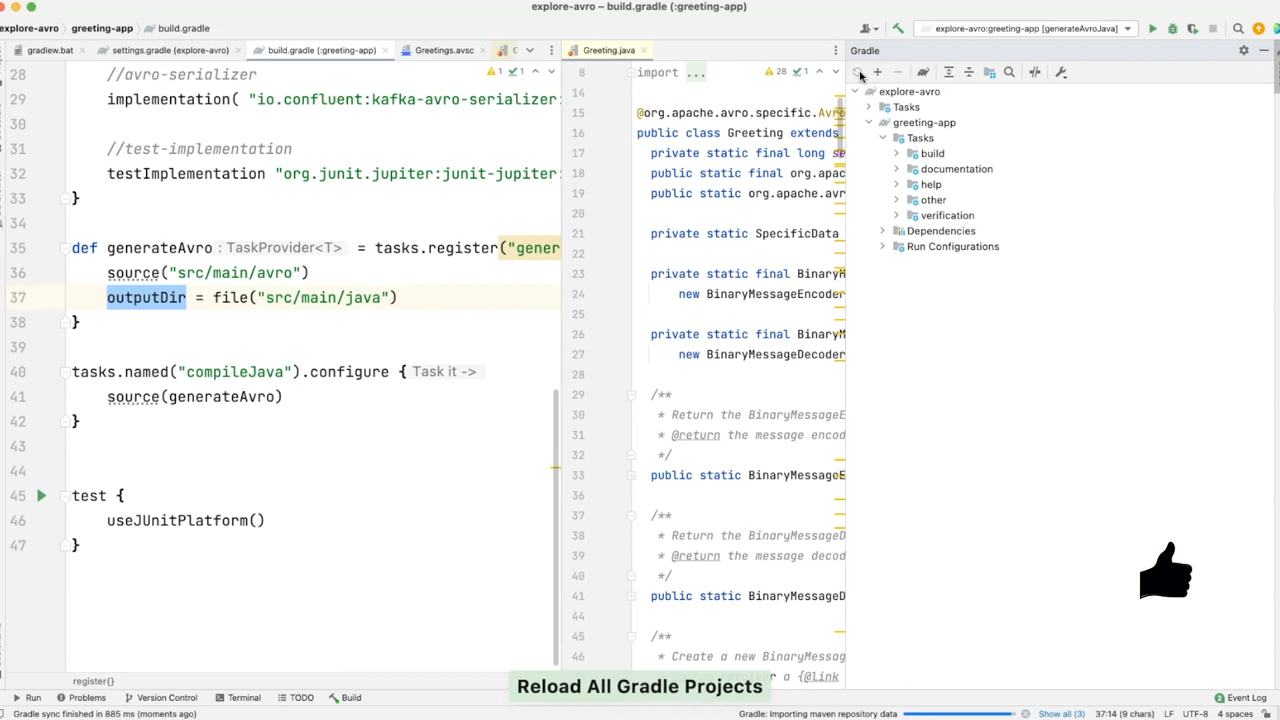 explore-avro – build.gradle (:greeting-app)
explore-avro greeting-app build.gradle
explore-avro:greeting-app [generateAvroJava]
gradlew.bat settings.gradle (explore-avro) build.gradle (:greeting-app) Greetings.avsc
28 //avro-serializer
29 implementation( "io.confluent:kafka-avro-serializer:
30
31 //test-implementation
32 testImplementation "org.junit.jupiter:junit-jupiter:
33 }
34
35 def generateAvro : TaskProvider<T> = tasks.register("gener
36 source("src/main/avro")
37 outputDir = file("src/main/java")
38 }
39
40 tasks.named("compileJava").configure { Task it ->
41 source(generateAvro)
42 }
43
44
45 test {
46 useJUnitPlatform()
47 }
1 1
register{}
Greeting.java
28 1
8 import ...
14
15 @org.apache.avro.specific.Avr
16 public class Greeting extends
17 private static final long se
18 public static final org.apac
19 public static org.apache.avr
20
21 private static SpecificData
22
23 private static final BinaryM
24 new BinaryMessageEncoder
25
26 private static final BinaryM
27 new BinaryMessageDecoder
28
29 /**
30 * Return the BinaryMessageE
31 * @return the message encod
32 */
33 public static BinaryMessageE
36
37 /**
38 * Return the BinaryMessageD
39 * @return the message decod
40 */
41 public static BinaryMessageD
44
45 /**
46 * Create a new BinaryMessag
{@link
Gradle
explore-avro
Tasks
greeting-app
Tasks
build
documentation
help
other
verification
Dependencies
Run Configurations
Reload All Gradle Projects
Run Problems Version Control Terminal TODO Build Event Log
Gradle sync finished in 885 ms (moments ago) Gradle: Importing maven repository data Show all (3) 37:14 (9 chars) LF UTF-8 4 spaces